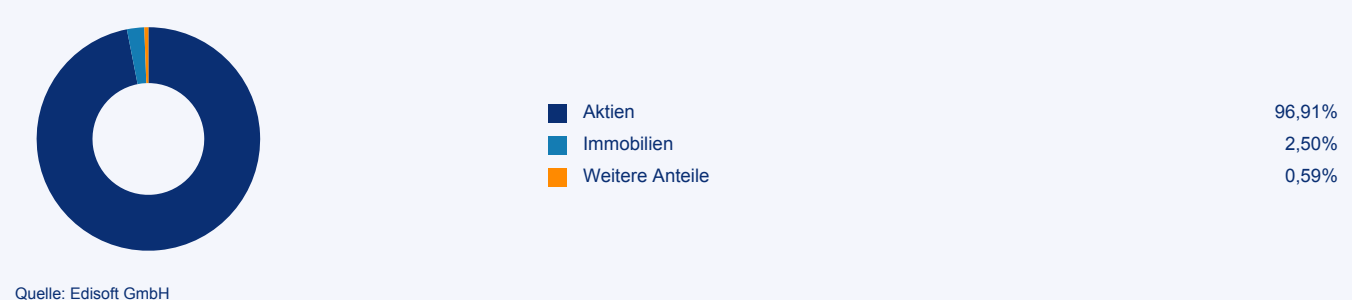 Aktien 96,91%
Immobilien 2,50%
Weitere Anteile 0,59%
Quelle: Edisoft GmbH